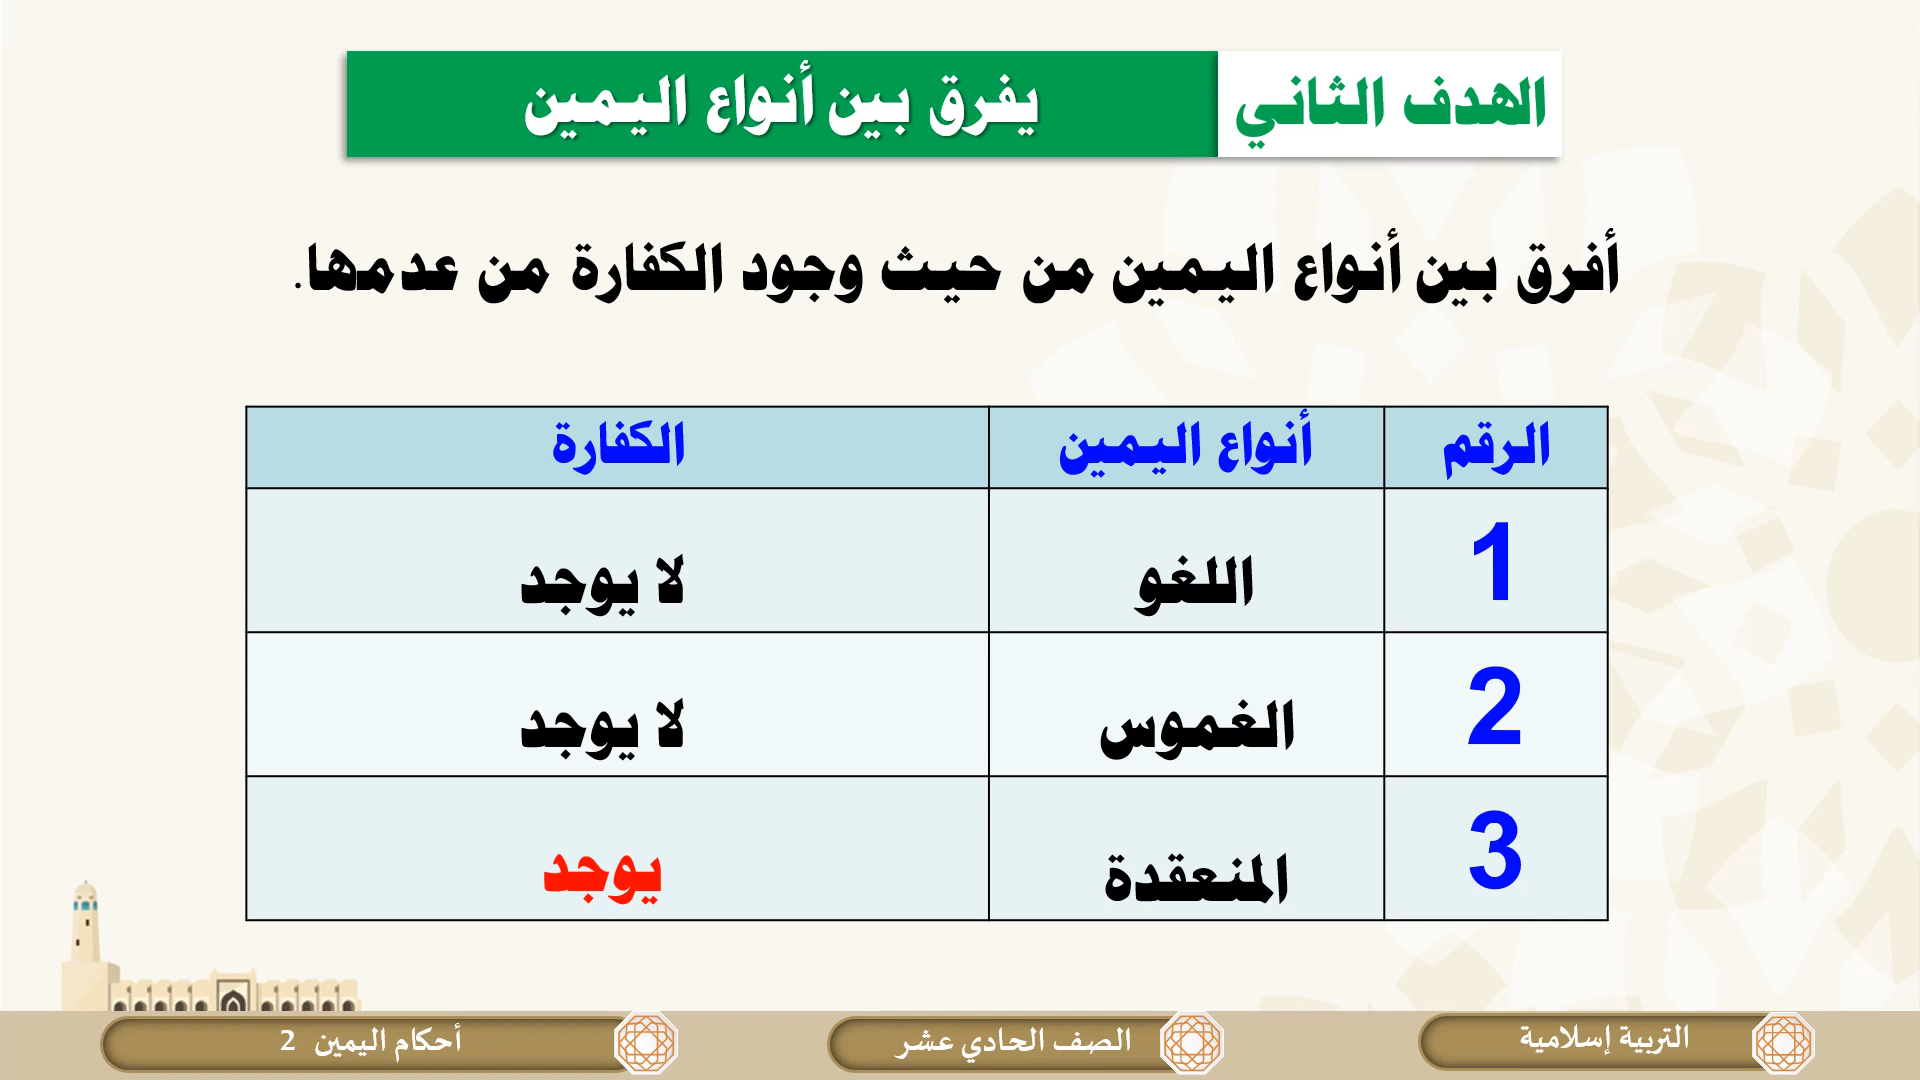 الهدف الثاني
يفرق بين أنواع اليمين
أفرق بين أنواع اليمين من حيث وجود الكفارة من عدمها.
الرقم أنواع اليمين الكفارة
1 اللغو لا يوجد
2 الغموس لا يوجد
3 المنعقدة يوجد
التربية إسلامية
الصف الحادي عشر
أحكام اليمين 2